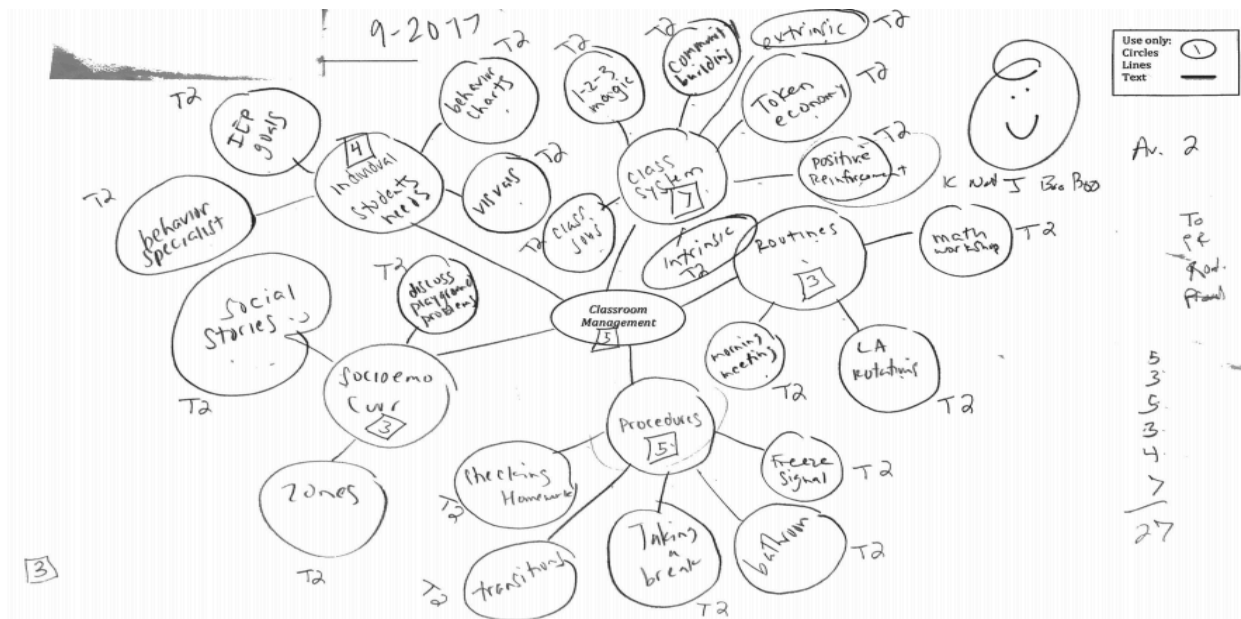 9-2017
Use only:
Circles
Lines
Text
1
T2
IEP
goals
T2
behavior
charts
T2
1-2-3
magic
T2
community
building
extrinsic
T2
Token
economy
T2
positive
Reinforcement
T2
Av. 2
4
individual
students
needs
T2
visuals
Class
System
7
T2
class
jobs
T2
behavior
specialist
intrinsic
T2
Routines
3
math
workshop
T2
T2
social
stories
T2
discuss
playground
problems
Classroom
Management
5
To
morning
meeting
T2
LA
Rotations
T2
Socioemo
Curr
3
T2
Procedures
5
Checking
Homework
T2
Freeze
Signal
T2
Zones
T2
transitions
T2
Taking
a
break
T2
bathroom
T2
5
3
5
3
4
7
27
3